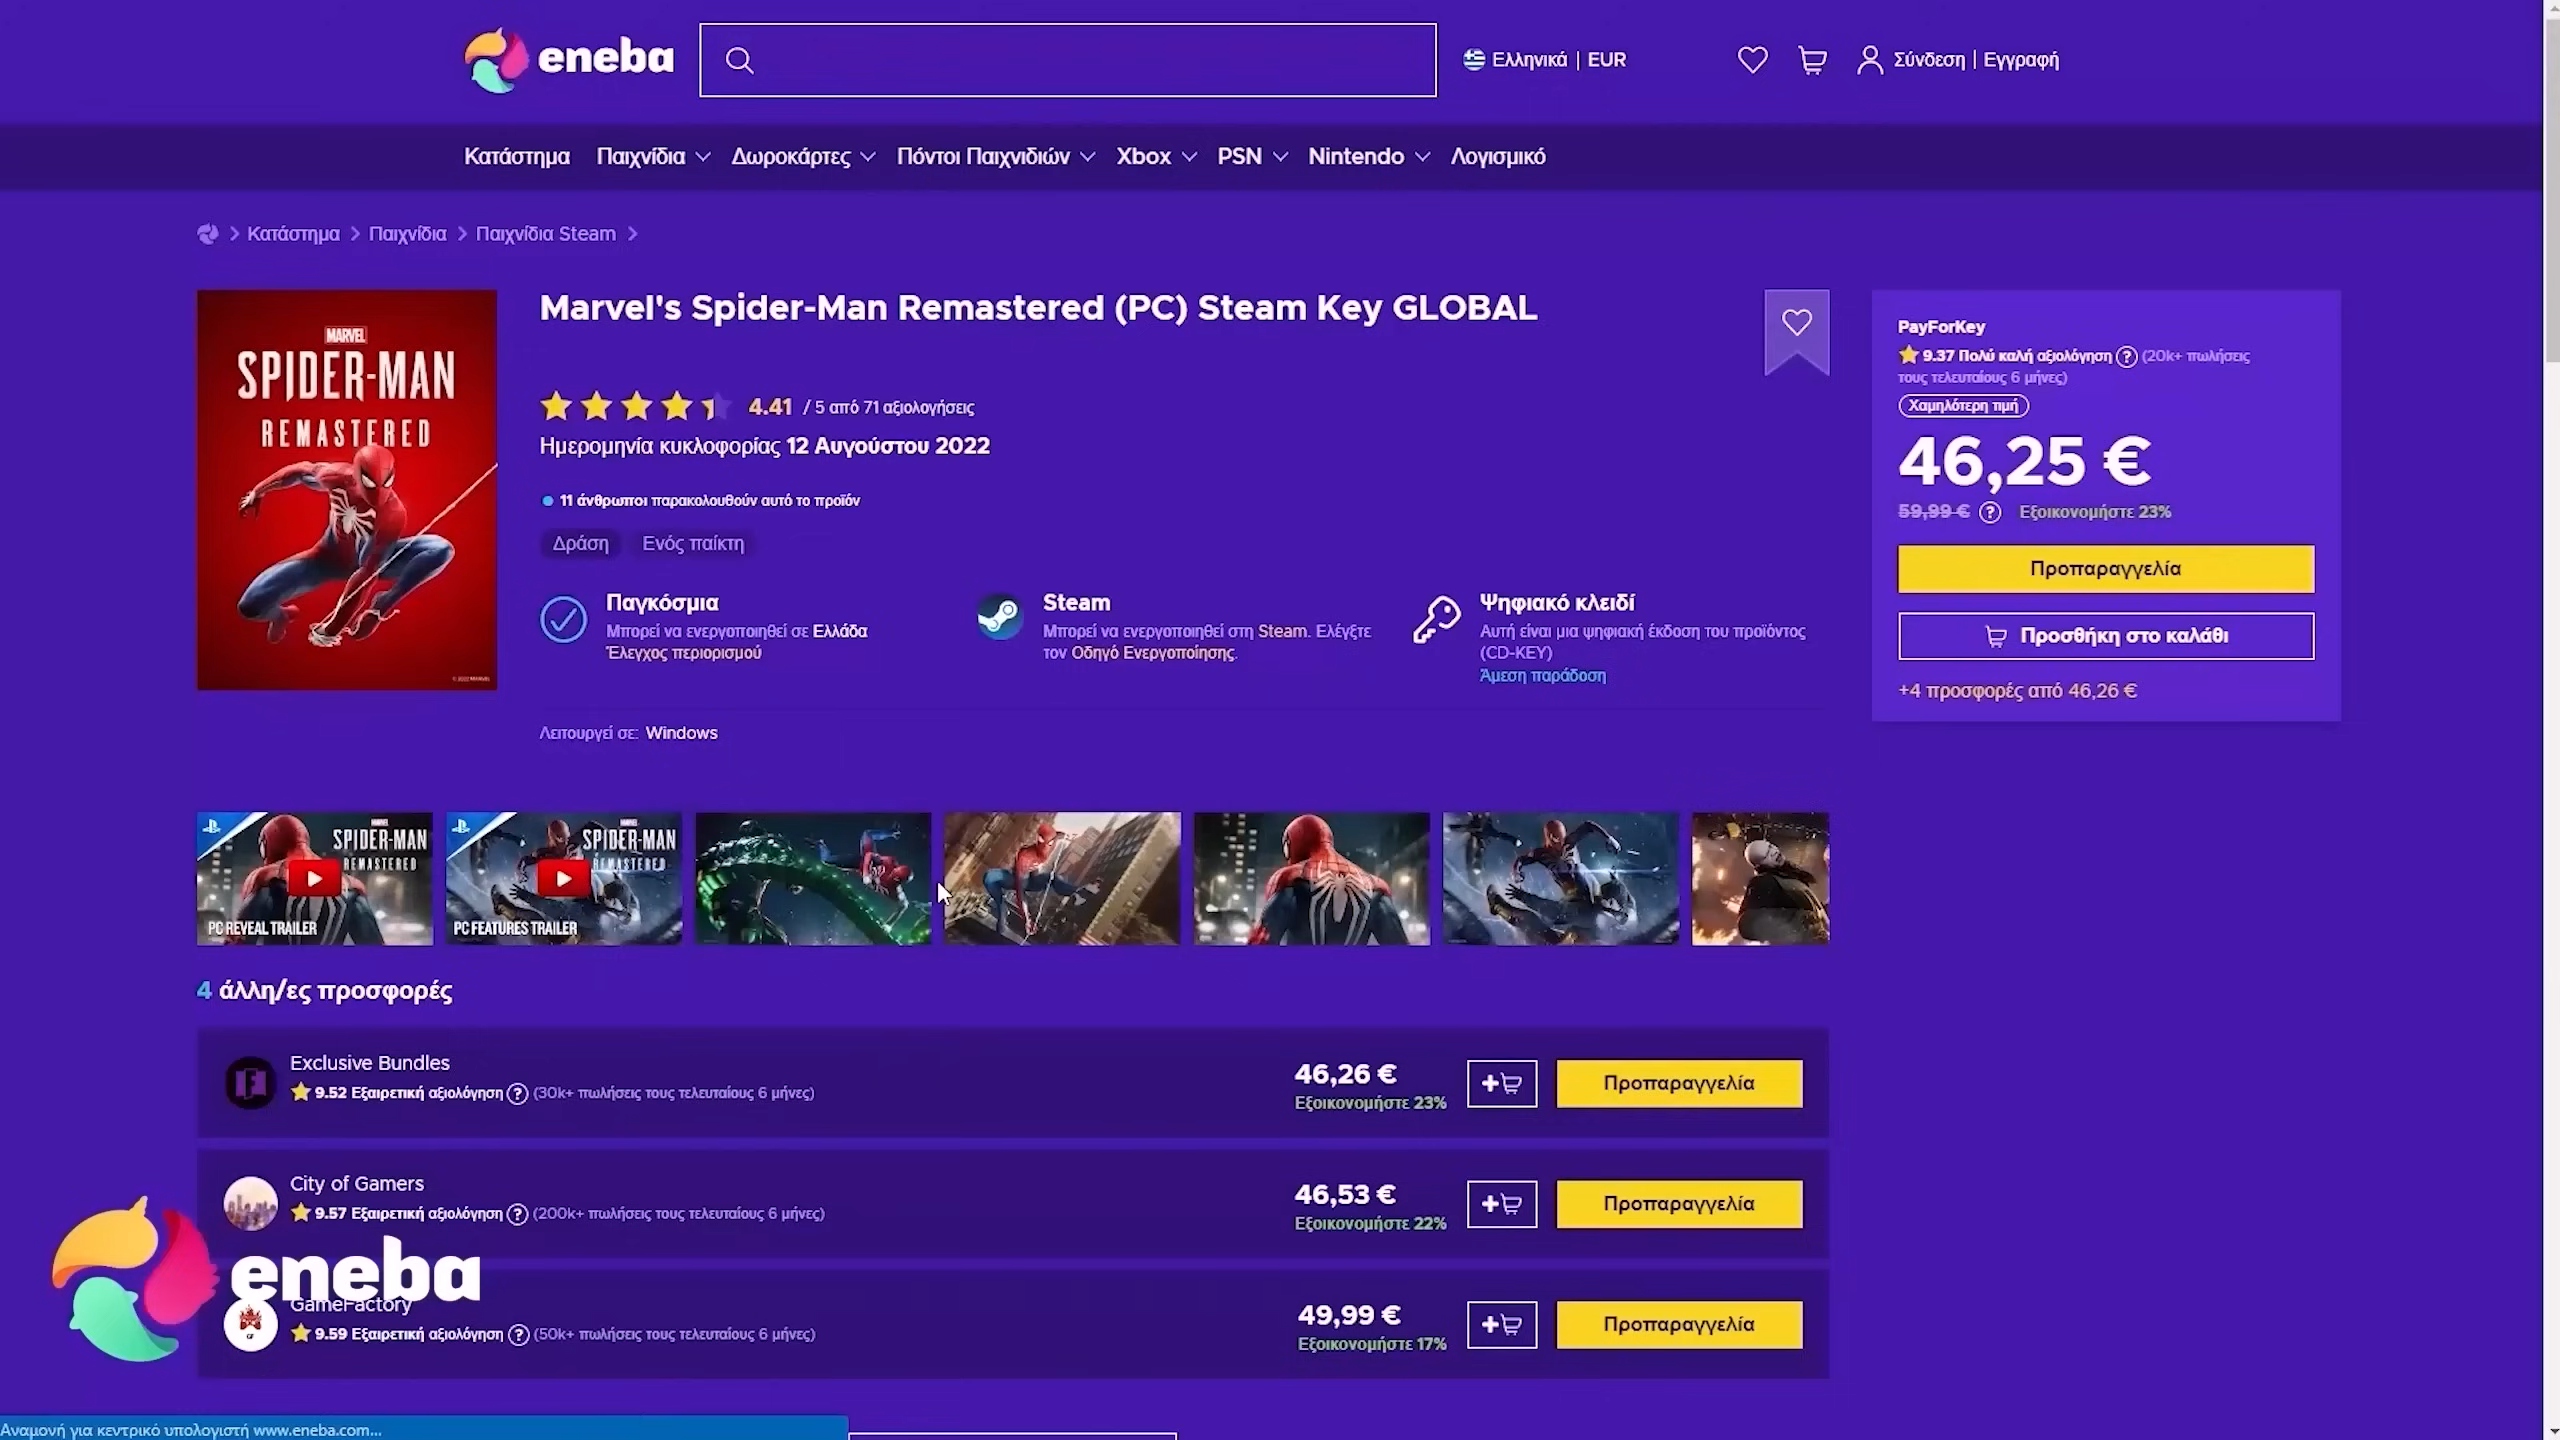 eneba
Ελληνικά | EUR
Σύνδεση | Εγγραφή
Κατάστημα Παιχνίδια Δωροκάρτες Πόντοι Παιχνιδιών Xbox PSN Nintendo Λογισμικό
Κατάστημα Παιχνίδια Παιχνίδια Steam
MARVEL
SPIDER-MAN
REMASTERED
Marvel's Spider-Man Remastered (PC) Steam Key GLOBAL
4.41 / 5 από 71 αξιολογήσεις
Ημερομηνία κυκλοφορίας 12 Αυγούστου 2022
11 άνθρωποι παρακολουθούν αυτό το προϊόν
Δράση Ενός παίκτη
Παγκόσμια
Μπορεί να ενεργοποιηθεί σε Ελλάδα
Έλεγχος περιορισμού
Steam
Μπορεί να ενεργοποιηθεί στη Steam. Ελέγξτε
τον Οδηγό Ενεργοποίησης.
Ψηφιακό κλειδί
Αυτή είναι μια ψηφιακή έκδοση του προϊόντος
(CD-KEY)
Άμεση παράδοση
Λειτουργεί σε: Windows
PayForKey
9.37 Πολύ καλή αξιολόγηση ? (20k+ πωλήσεις
τους τελευταίους 6 μήνες)
Χαμηλότερη τιμή
46,25 €
59,99 € ? Εξοικονομήστε 23%
Προπαραγγελία
Προσθήκη στο καλάθι
+4 προσφορές από 46,26 €
MARVEL
SPIDER-MAN
REMASTERED
PC REVEAL TRAILER
MARVEL
SPIDER-MAN
REMASTERED
PC FEATURES TRAILER
4 άλλη/ες προσφορές
Exclusive Bundles
9.52 Εξαιρετική αξιολόγηση ? (30k+ πωλήσεις τους τελευταίους 6 μήνες)
46,26 €
Εξοικονομήστε 23%
Προπαραγγελία
City of Gamers
9.57 Εξαιρετική αξιολόγηση ? (200k+ πωλήσεις τους τελευταίους 6 μήνες)
46,53 €
Εξοικονομήστε 22%
Προπαραγγελία
eneba
GameFactory
9.59 Εξαιρετική αξιολόγηση ? (50k+ πωλήσεις τους τελευταίους 6 μήνες)
49,99 €
Εξοικονομήστε 17%
Προπαραγγελία
Αναμονή για κεντρικό υπολογιστή www.eneba.com...